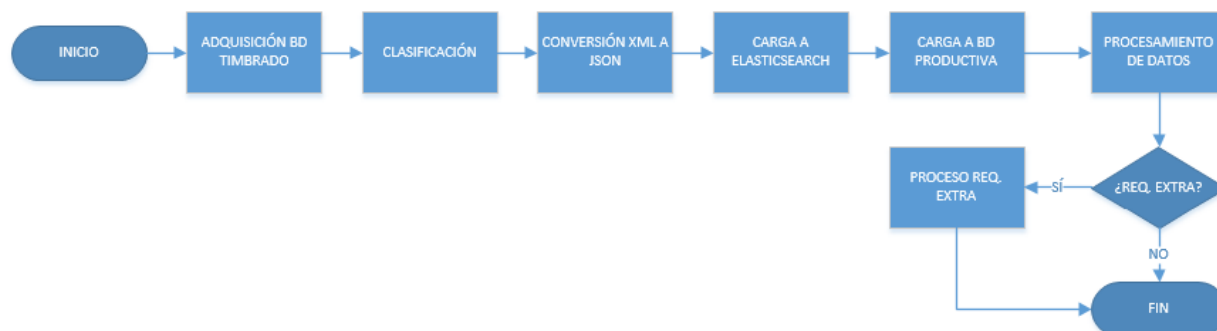 INICIO
ADQUISICIÓN BD
TIMBRADO
CLASIFICACIÓN
CONVERSIÓN XML A
JSON
CARGA A
ELASTICSEARCH
CARGA A BD
PRODUCTIVA
PROCESAMIENTO
DE DATOS
¿REQ. EXTRA?
SÍ
PROCESO REQ.
EXTRA
NO
FIN